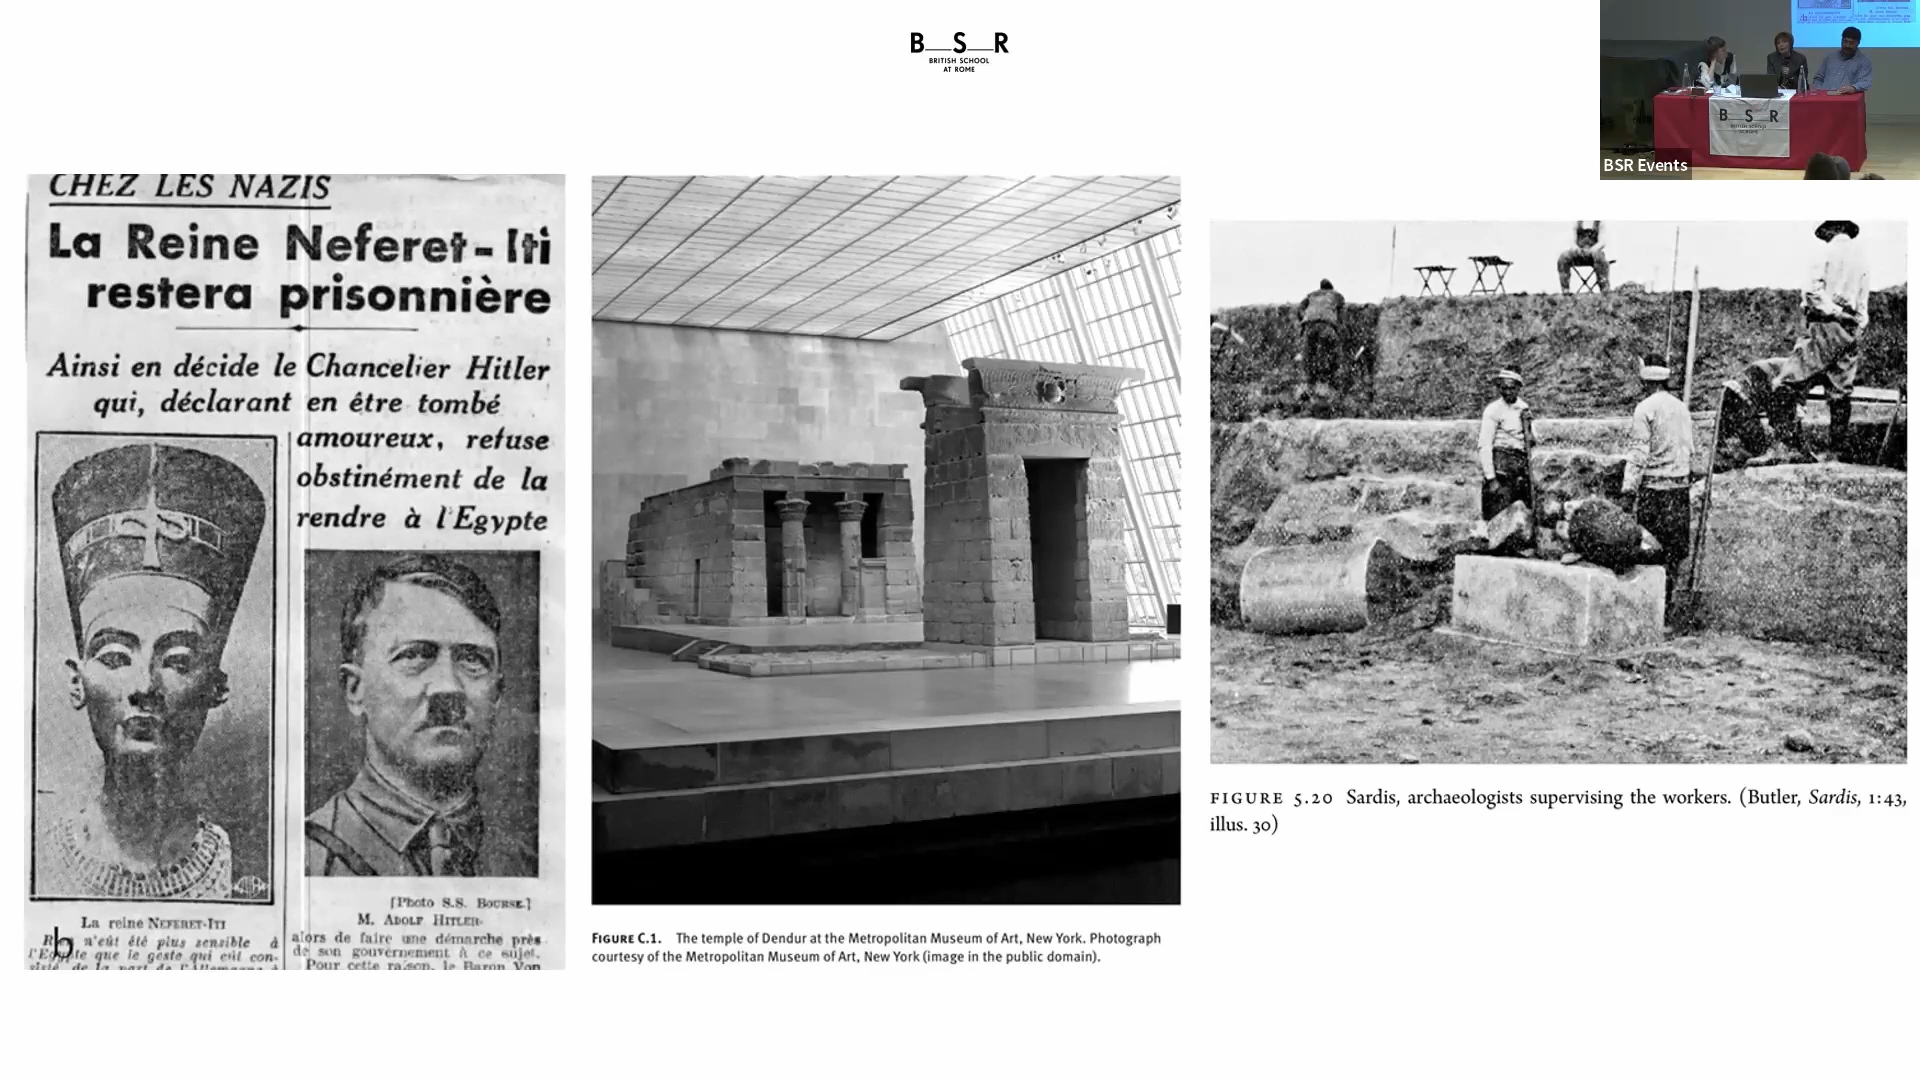 B__S__R
BRITISH SCHOOL
AT ROME
CHEZ LES NAZIS
La Reine Neferet-Iti
restera prisonnière
Ainsi en décide le Chancelier Hitler
qui, déclarant en être tombé
amoureux, refuse
obstinément de la
rendre à l'Egypte
[Photo S.S. BOURSE.]
La reine NEFERET-ITI
M. ADOLF HITLER
b
n'eût été plus sensible à
que le geste qui eût con-
alors de faire une démarche près
de son gouvernement à ce sujet.
Pour cette raison, le Baron Von
FIGURE C.1. The temple of Dendur at the Metropolitan Museum of Art, New York. Photograph
courtesy of the Metropolitan Museum of Art, New York (image in the public domain).
FIGURE 5.20 Sardis, archaeologists supervising the workers. (Butler, Sardis, 1:43,
illus. 30)
B S R
BSR Events